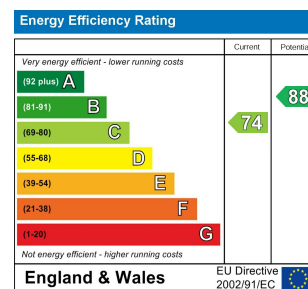 Energy Efficiency Rating
Current Potentia
Very energy efficient - lower running costs
(92 plus) A
(81-91) B
(69-80) C
(55-68) D
(39-54) E
(21-38) F
(1-20) G
74
88
Not energy efficient - higher running costs
England & Wales
EU Directive
2002/91/EC